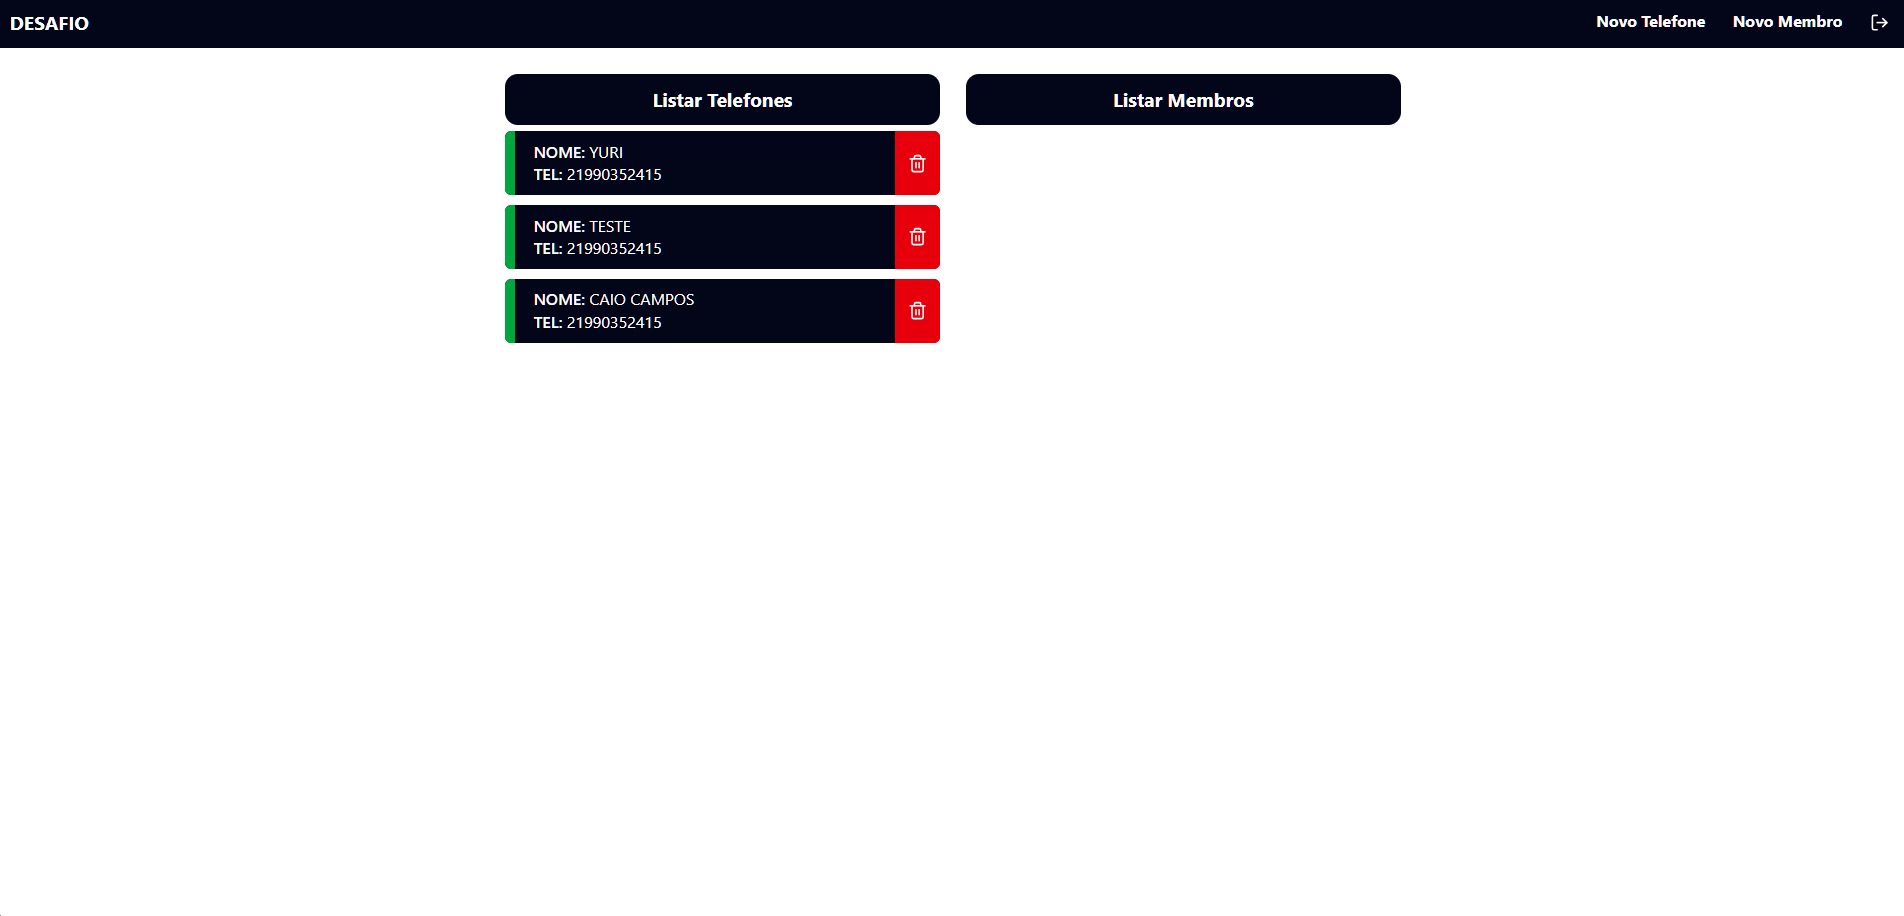 DESAFIO
Novo Telefone
Novo Membro
Listar Telefones
NOME: YURI
TEL: 21990352415
NOME: TESTE
TEL: 21990352415
NOME: CAIO CAMPOS
TEL: 21990352415
Listar Membros